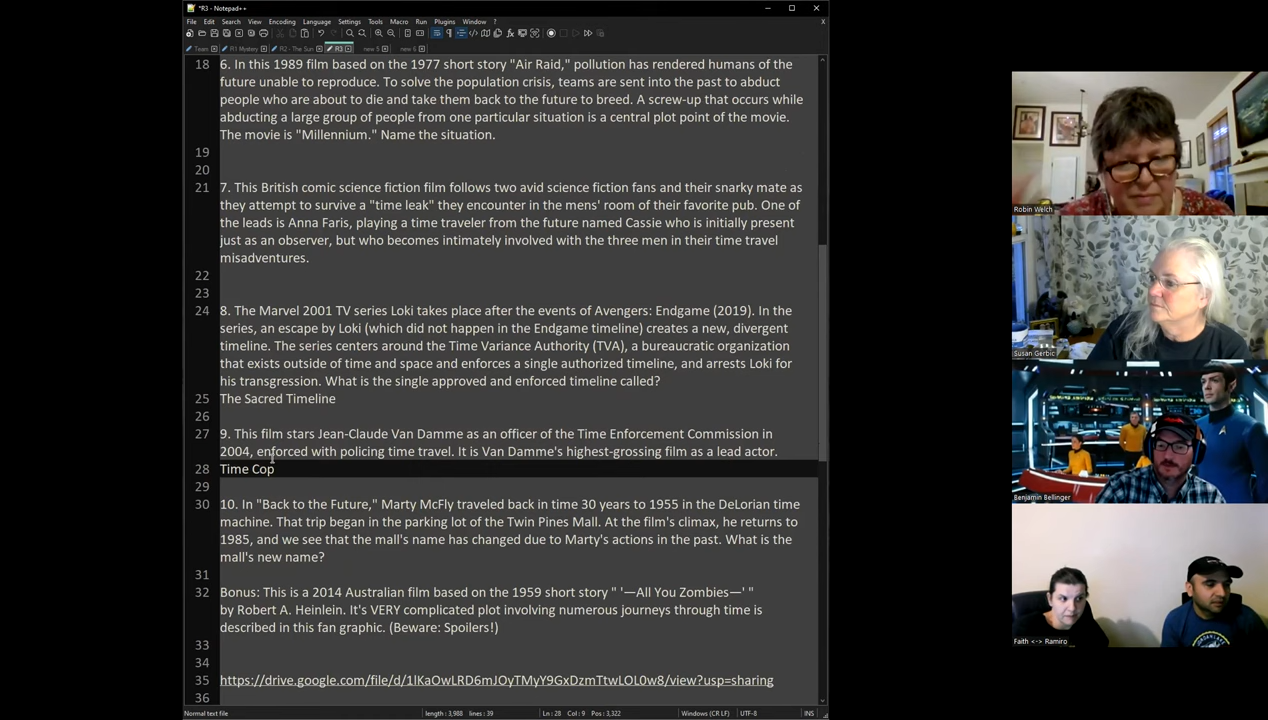 *R3 - Notepad++
File Edit Search View Encoding Language Settings Tools Macro Run Plugins Window ?
X
Team R1 Mystery R2 - The Sun R3 new 5 new 6
18 6. In this 1989 film based on the 1977 short story "Air Raid," pollution has rendered humans of the
future unable to reproduce. To solve the population crisis, teams are sent into the past to abduct
people who are about to die and take them back to the future to breed. A screw-up that occurs while
abducting a large group of people from one particular situation is a central plot point of the movie.
The movie is "Millennium." Name the situation.
19
20
21 7. This British comic science fiction film follows two avid science fiction fans and their snarky mate as
they attempt to survive a "time leak" they encounter in the mens' room of their favorite pub. One of
the leads is Anna Faris, playing a time traveler from the future named Cassie who is initially present
just as an observer, but who becomes intimately involved with the three men in their time travel
misadventures.
22
23
24 8. The Marvel 2001 TV series Loki takes place after the events of Avengers: Endgame (2019). In the
series, an escape by Loki (which did not happen in the Endgame timeline) creates a new, divergent
timeline. The series centers around the Time Variance Authority (TVA), a bureaucratic organization
that exists outside of time and space and enforces a single authorized timeline, and arrests Loki for
his transgression. What is the single approved and enforced timeline called?
25 The Sacred Timeline
26
27 9. This film stars Jean-Claude Van Damme as an officer of the Time Enforcement Commission in
2004, enforced with policing time travel. It is Van Damme's highest-grossing film as a lead actor.
28 Time Cop
29
30 10. In "Back to the Future," Marty McFly traveled back in time 30 years to 1955 in the DeLorian time
machine. That trip began in the parking lot of the Twin Pines Mall. At the film's climax, he returns to
1985, and we see that the mall's name has changed due to Marty's actions in the past. What is the
mall's new name?
31
32 Bonus: This is a 2014 Australian film based on the 1959 short story " '—All You Zombies—' "
by Robert A. Heinlein. It's VERY complicated plot involving numerous journeys through time is
described in this fan graphic. (Beware: Spoilers!)
33
34
35 https://drive.google.com/file/d/1lKaOwLRD6mJOyTMyY9GxDzmTtwLOL0w8/view?usp=sharing
36
Normal text file length : 3,988 lines : 39 Ln : 28 Col : 9 Pos : 3,322 Windows (CR LF) UTF-8 INS
Robin Welch
Susan Gerbic
Benjamin Bellinger
Faith <-> Ramiro